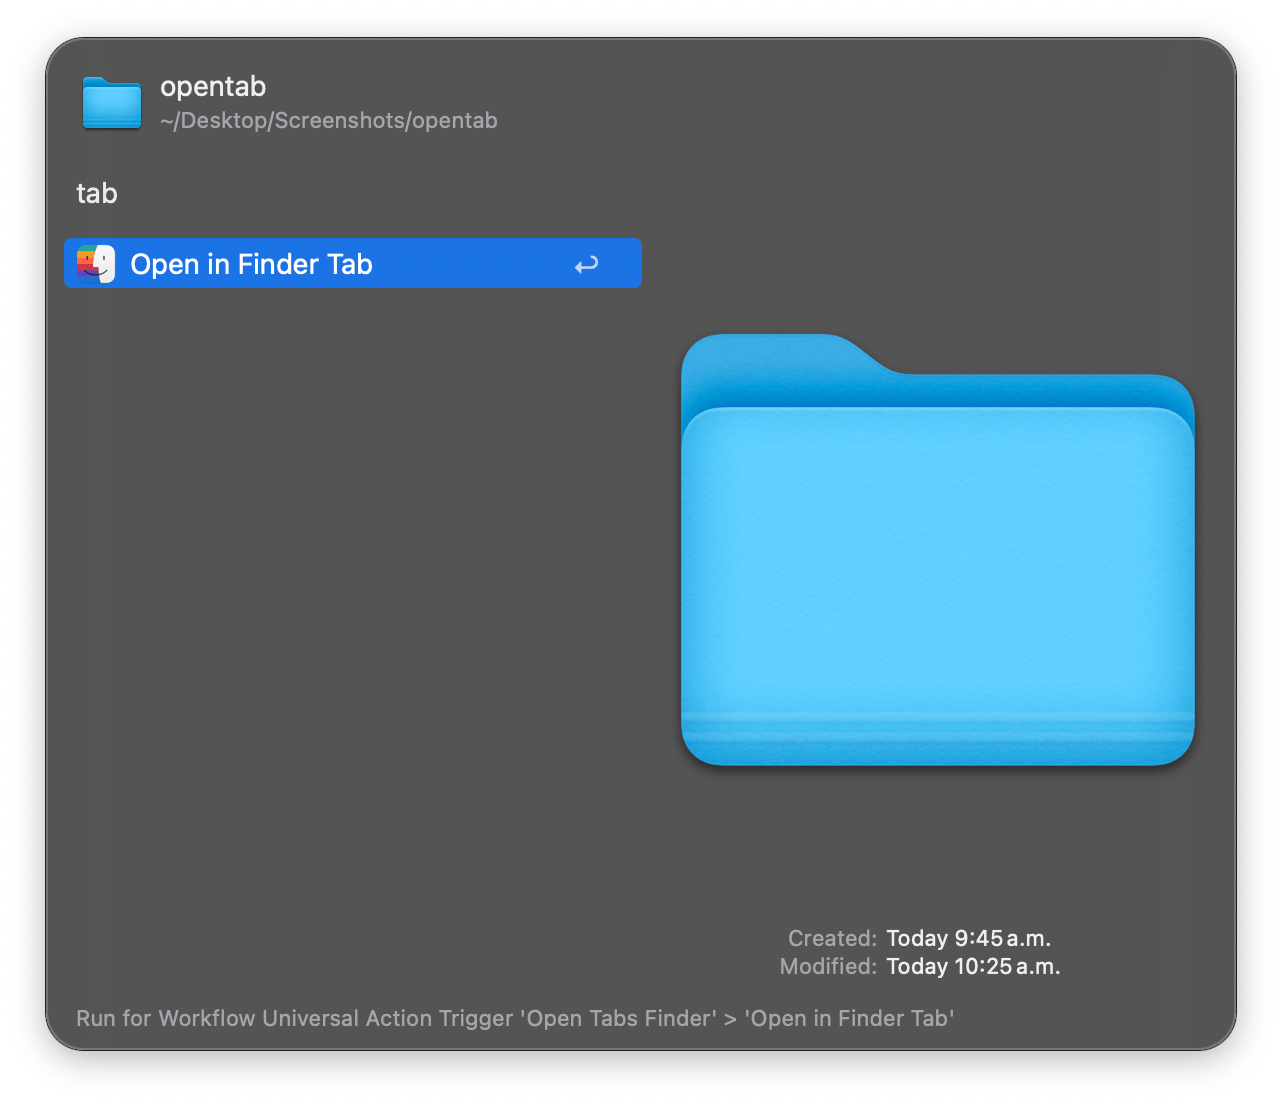 opentab
~/Desktop/Screenshots/opentab
tab
Open in Finder Tab
Created: Today 9:45 a.m.
Modified: Today 10:25 a.m.
Run for Workflow Universal Action Trigger 'Open Tabs Finder' > 'Open in Finder Tab'